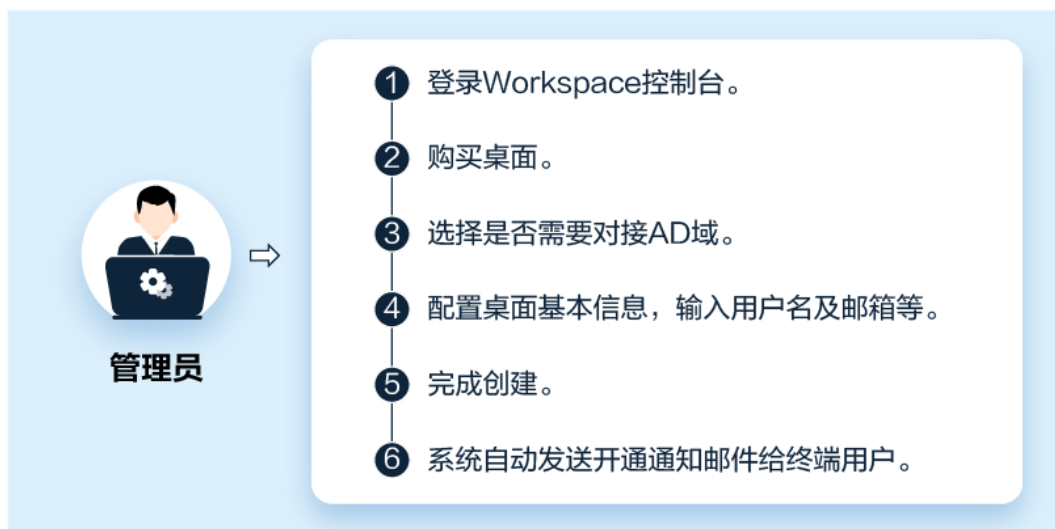 管理员
1 登录Workspace控制台。
2 购买桌面。
3 选择是否需要对接AD域。
4 配置桌面基本信息，输入用户名及邮箱等。
5 完成创建。
6 系统自动发送开通通知邮件给终端用户。